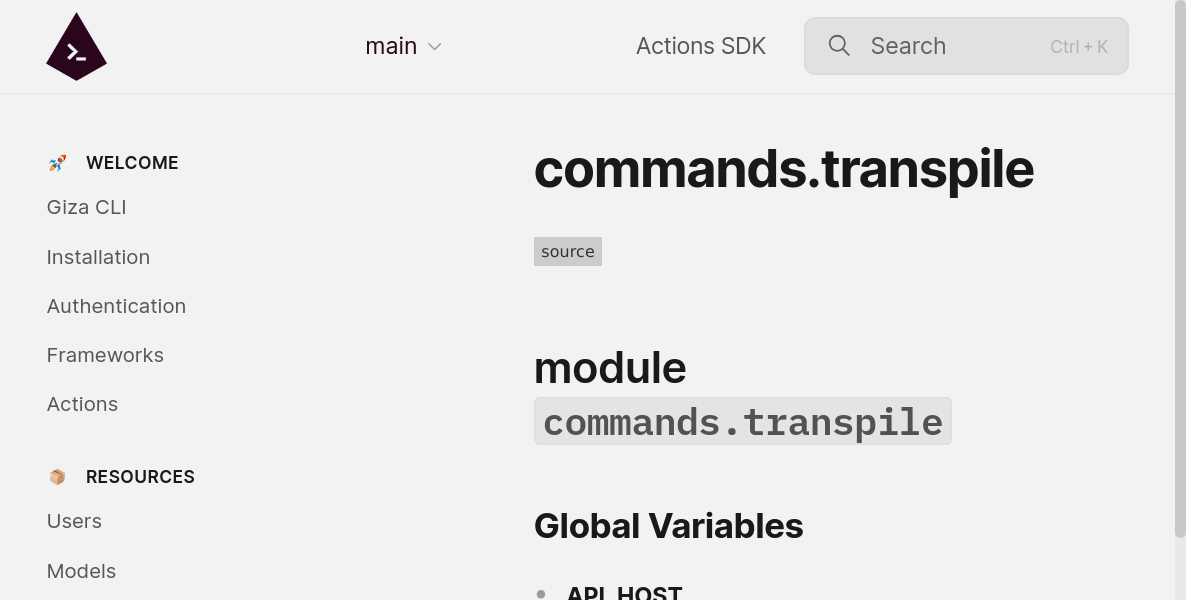 main
Actions SDK
Search
Ctrl + K
WELCOME
Giza CLI
Installation
Authentication
Frameworks
Actions
RESOURCES
Users
Models
commands.transpile
source
module
commands.transpile
Global Variables
API_HOST